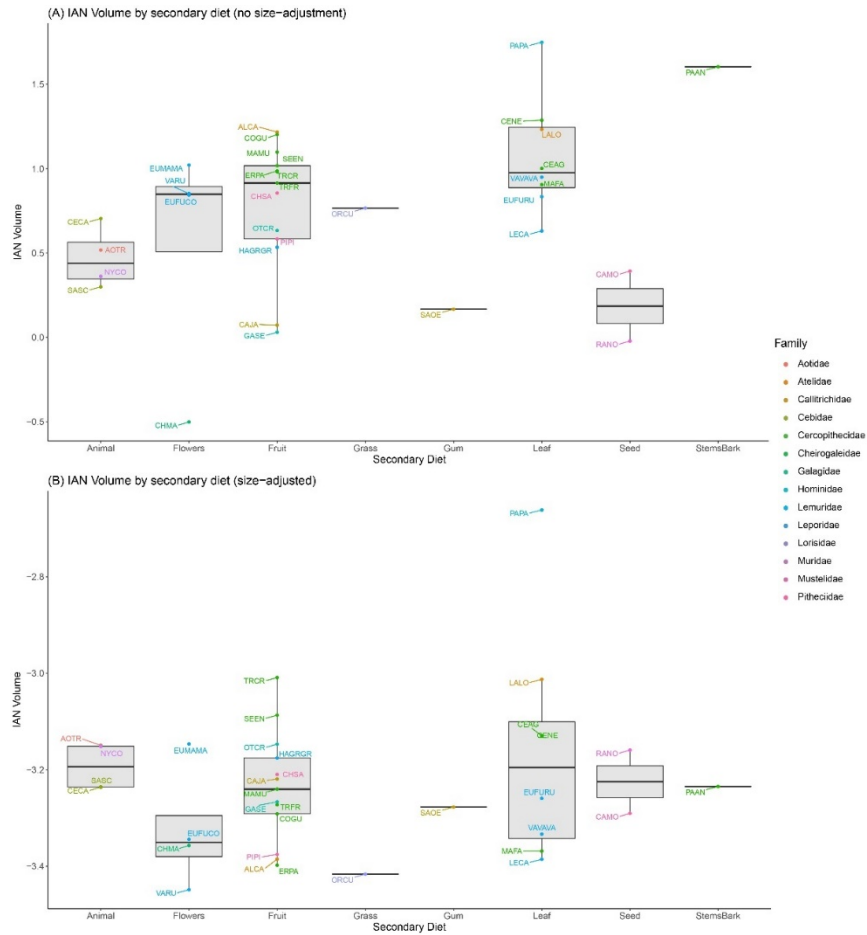 (A) IAN Volume by secondary diet (no size-adjustment)
PAPA
PAAN
1.5
CENE
ALCA
LALO
COGU
MAMU
SEEN
EUMAMA
CEAG
1.0
ERPA
TRCR
VARU
TRFR
VAVAVA
MAFA
EUFUCO
CHSA
EUFURU
ORCU
CECA
OTCR
LECA
IAN Volume
AOTR
PIPI
0.5
HAGRGR
NYCO
CAMO
SASC
SAOE
CAJA
GASE
0.0
RANO
CHMA
-0.5
Animal Flowers Fruit Grass Gum Leaf Seed StemsBark
Secondary Diet
Family
Aotidae
Atelidae
Callitrichidae
Cebidae
Cercopithecidae
Cheirogaleidae
Galagidae
Hominidae
Lemuridae
Leporidae
Lorisidae
Muridae
Mustelidae
Pitheciidae
(B) IAN Volume by secondary diet (size-adjusted)
PAPA
-2.8
TRCR
LALO
-3.0
SEEN
CEAG
CENE
AOTR
OTCR
NYCO
EUMAMA
HAGRGR
RANO
IAN Volume
-3.2
CHSA
SASC
CAJA
CECA
MAMU
EUFURU
PAAN
GASE
TRFR
SAOE
COGU
CAMO
EUFUCO
VAVAVA
CHMA
PIPI
MAFA
ALCA
ERPA
LECA
-3.4
VARU
ORCU
Animal Flowers Fruit Grass Gum Leaf Seed StemsBark
Secondary Diet